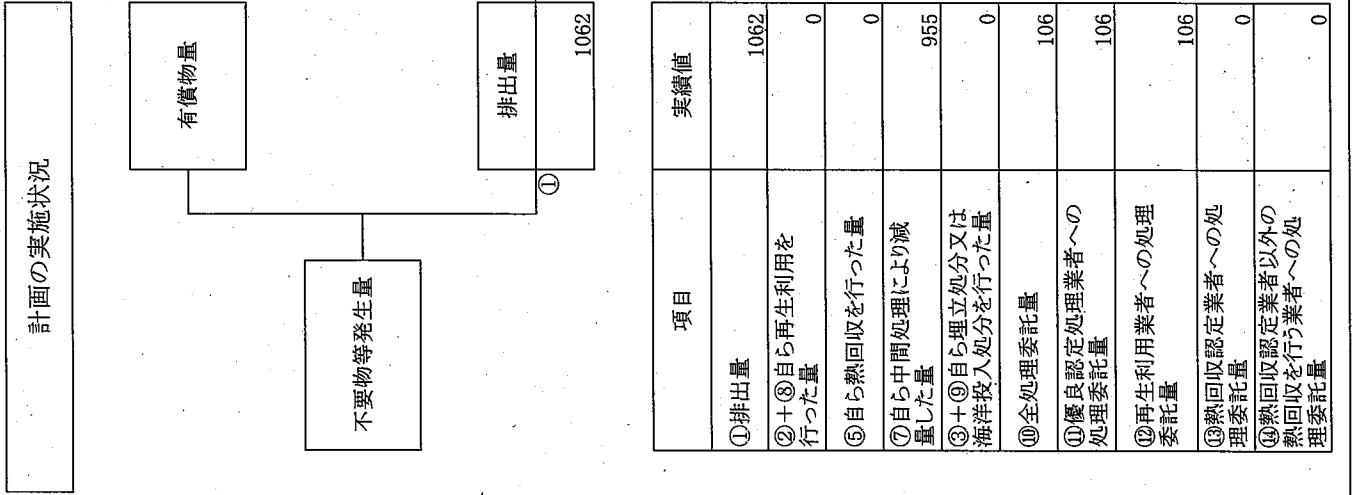 計画の実施状況
有償物量
不要物等発生量
排出量
①
1062
項目
実績値
①排出量
1062
②+⑧自ら再生利用を
行った量
0
⑤自ら熱回収を行った量
0
⑦自ら中間処理により減
量した量
955
③+⑨自ら埋立処分又は
海洋投入処分を行った量
0
⑩全処理委託量
106
⑪優良認定処理業者への
処理委託量
106
⑫再生利用業者への処理
委託量
106
⑬熱回収認定業者への処
理委託量
0
⑭熱回収認定業者以外の
熱回収を行う業者への処
理委託量
0